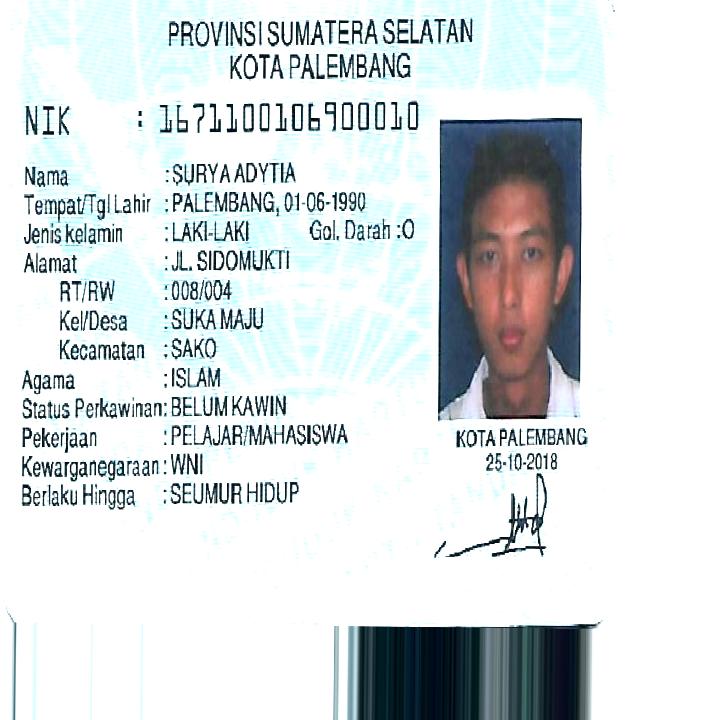 PROVINSI SUMATERA SELATAN
KOTA PALEMBANG
NIK : 1671100106900010
Nama : SURYA ADYTIA
Tempat/Tgl Lahir : PALEMBANG, 01-06-1990
Jenis kelamin : LAKI-LAKI Gol. Darah :O
Alamat : JL. SIDOMUKTI
RT/RW : 008/004
Kel/Desa : SUKA MAJU
Kecamatan : SAKO
Agama : ISLAM
Status Perkawinan: BELUM KAWIN
Pekerjaan : PELAJAR/MAHASISWA
Kewarganegaraan : WNI
Berlaku Hingga : SEUMUR HIDUP
KOTA PALEMBANG
25-10-2018